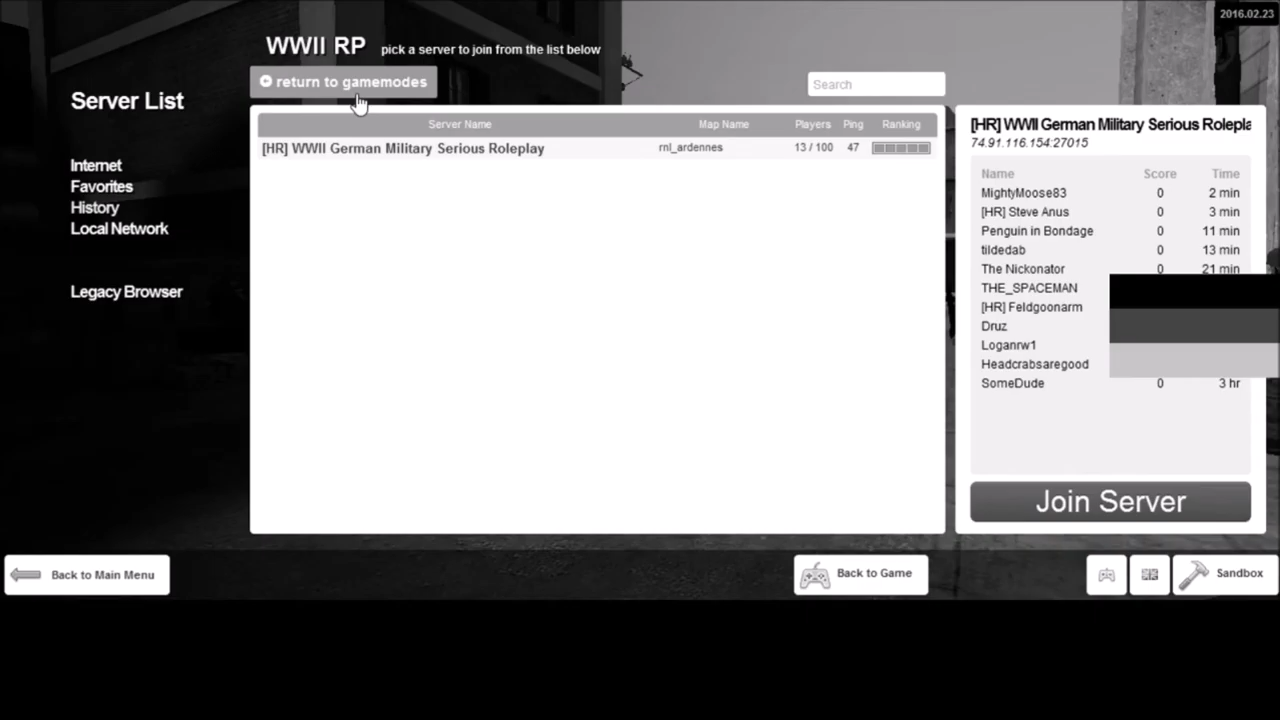 2016.02.23
WWII RP pick a server to join from the list below
return to gamemodes
Search
Server List
Internet
Favorites
History
Local Network
Legacy Browser
Server Name Map Name Players Ping Ranking
[HR] WWII German Military Serious Roleplay rnl_ardennes 13 / 100 47
[HR] WWII German Military Serious Rolepla
74.91.116.154:27015
Name Score Time
MightyMoose83 0 2 min
[HR] Steve Anus 0 3 min
Penguin in Bondage 0 11 min
tildedab 0 13 min
The Nickonator 0 21 min
THE_SPACEMAN
[HR] Feldgoonarm
Druz
Loganrw1
Headcrabsaregood
SomeDude 0 3 hr
Join Server
Back to Main Menu
Back to Game
Sandbox